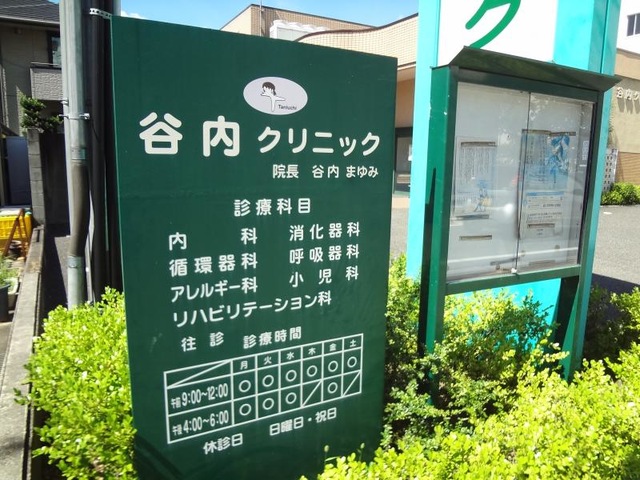 ク
Taniuchi
谷内クリニック
院長 谷内 まゆみ
診療科目
内科 消化器科
循環器科 呼吸器科
アレルギー科 小児科
リハビリテーション科
往診 診療時間
月 火 水 木 金 土
午前 9:00~12:00 ○ ○ ○ ○ ○ ○
午後 4:00~6:00 ○ ○ ○ ／ ○ ／
休診日 日曜日・祝日
谷内ク